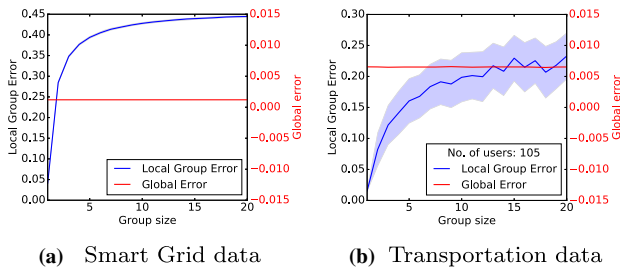 0.45
0.40
0.35
0.30
0.25
0.20
0.15
0.10
0.05
0.00
Local Group Error
0.015
0.010
0.005
0.000
−0.005
−0.010
−0.015
Global error
5 10 15 20
Group size
Local Group Error
Global Error
(a) Smart Grid data
0.30
0.25
0.20
0.15
0.10
0.05
0.00
Local Group Error
0.015
0.010
0.005
0.000
−0.005
−0.010
−0.015
Global error
5 10 15 20
Group size
No. of users: 105
Local Group Error
Global Error
(b) Transportation data